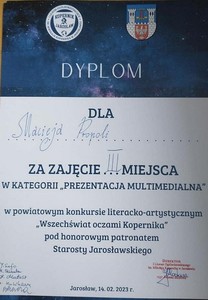 KOPERNIK
DYPLOM
DLA
Macieja
ZA ZAJĘCIE III MIEJSCA
W KATEGORII „PREZENTACJA MULTIMEDIALNA"
w powiatowym konkursie literacko-artystycznym
"Wszechświat oczami Kopernika"
pod honorowym patronatem
Starosty Jarosławskiego
Jarosław, 14. 02. 2023 r.